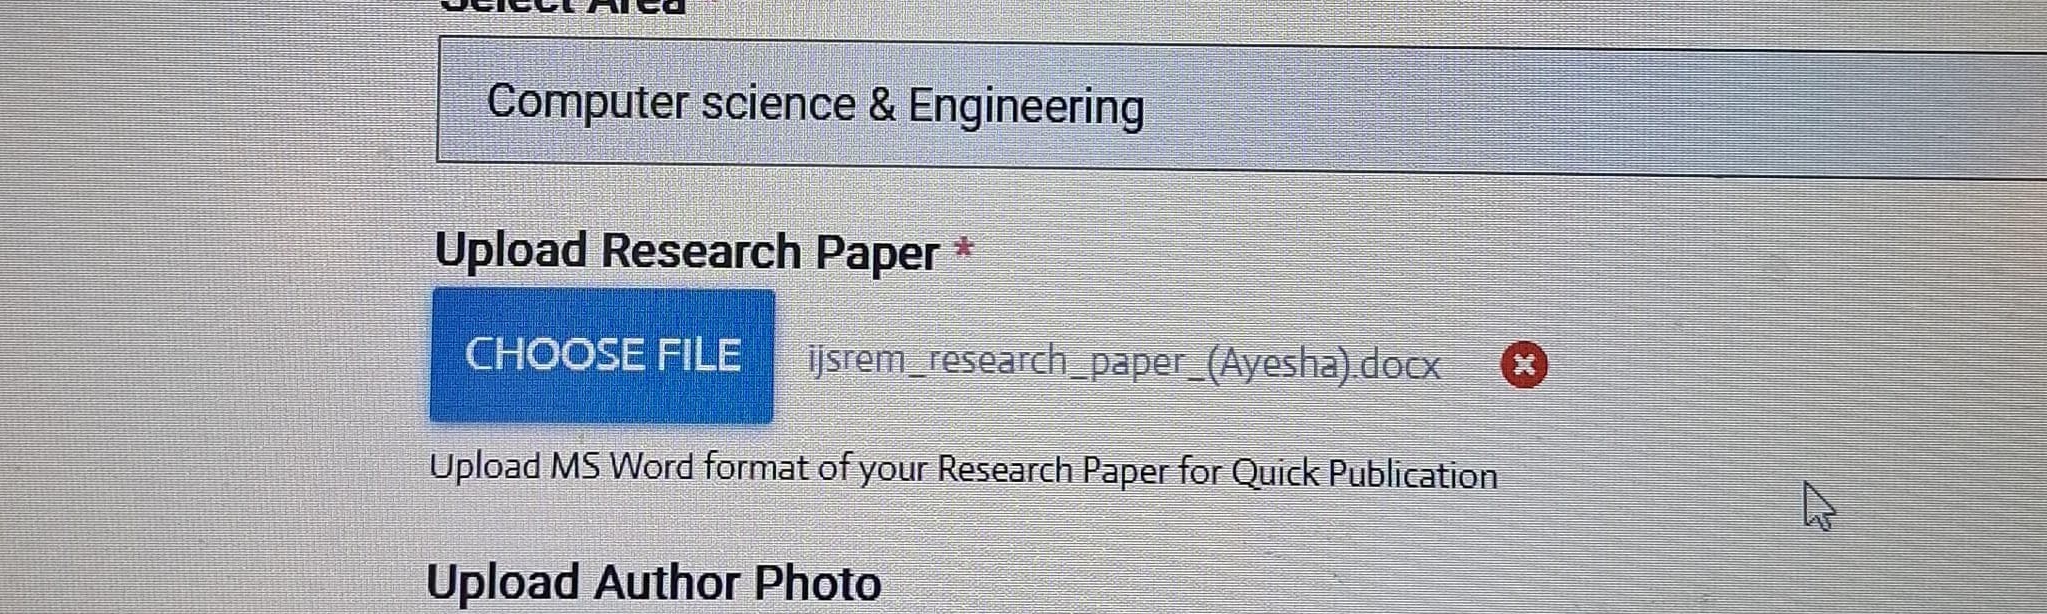 Select Area
Computer science & Engineering
Upload Research Paper *
CHOOSE FILE ijsrem_research_paper_(Ayesha).docx
Upload MS Word format of your Research Paper for Quick Publication
Upload Author Photo